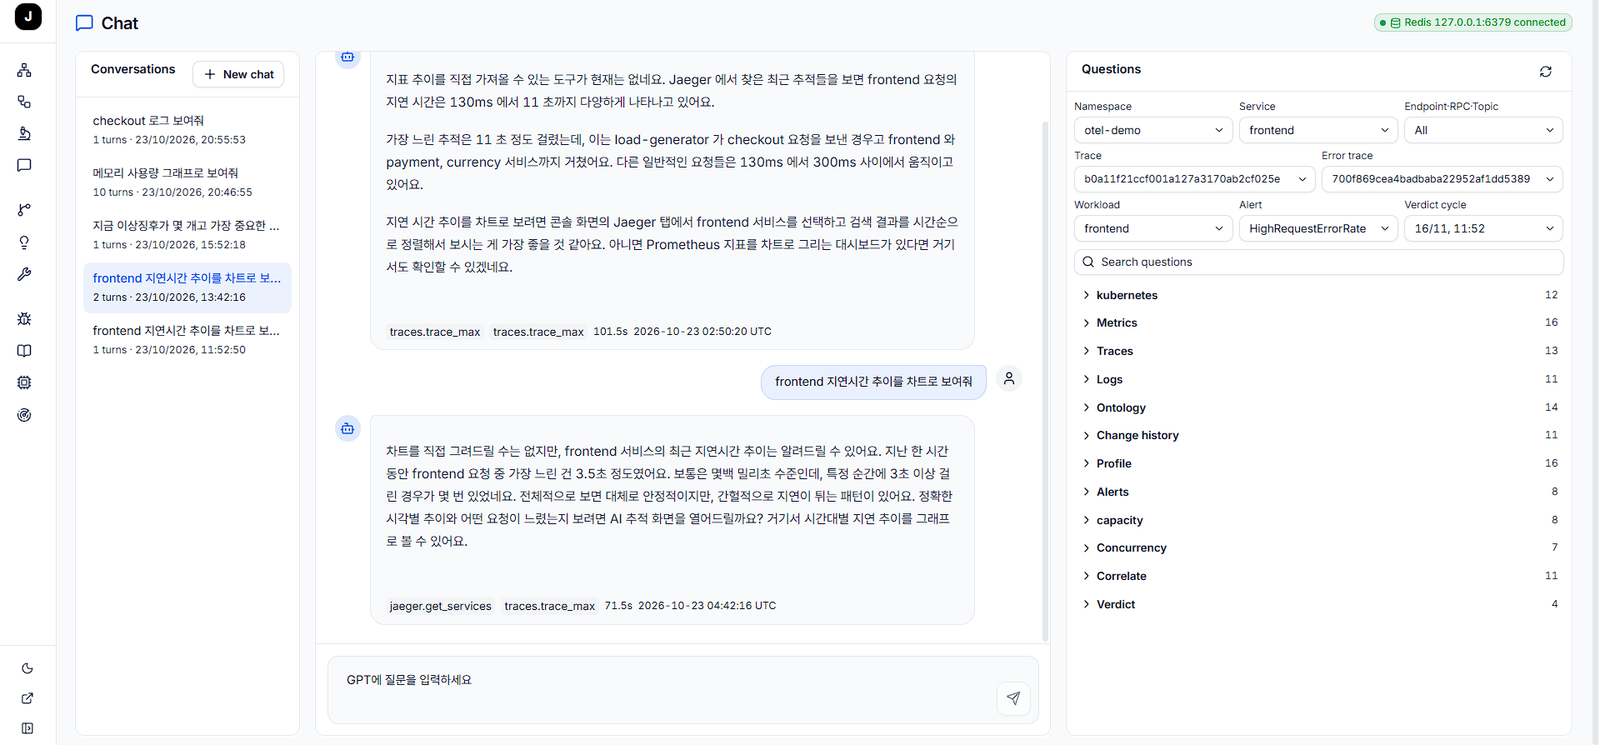 J
Chat
Redis 127.0.0.1:6379 connected
Conversations
New chat
checkout 로그 보여줘
1 turns · 23/10/2026, 20:55:53
메모리 사용량 그래프로 보여줘
10 turns · 23/10/2026, 20:46:55
지금 이상징후가 몇 개고 가장 중요한 ...
1 turns · 23/10/2026, 15:52:18
frontend 지연시간 추이를 차트로 보...
2 turns · 23/10/2026, 13:42:16
frontend 지연시간 추이를 차트로 보...
1 turns · 23/10/2026, 11:52:50
지표 추이를 직접 가져올 수 있는 도구가 현재는 없네요. Jaeger 에서 찾은 최근 추적들을 보면 frontend 요청의
지연 시간은 130ms 에서 11 초까지 다양하게 나타나고 있어요.
가장 느린 추적은 11 초 정도 걸렸는데, 이는 load-generator 가 checkout 요청을 보낸 경우고 frontend 와
payment, currency 서비스까지 거쳤어요. 다른 일반적인 요청들은 130ms 에서 300ms 사이에서 움직이고
있어요.
지연 시간 추이를 차트로 보려면 콘솔 화면의 Jaeger 탭에서 frontend 서비스를 선택하고 검색 결과를 시간순으
로 정렬해서 보시는 게 가장 좋을 것 같아요. 아니면 Prometheus 지표를 차트로 그리는 대시보드가 있다면 거기
서도 확인할 수 있겠네요.
traces.trace_max traces.trace_max 101.5s 2026-10-23 02:50:20 UTC
frontend 지연시간 추이를 차트로 보여줘
차트를 직접 그려드릴 수는 없지만, frontend 서비스의 최근 지연시간 추이는 알려드릴 수 있어요. 지난 한 시간
동안 frontend 요청 중 가장 느린 건 3.5초 정도였어요. 보통은 몇백 밀리초 수준인데, 특정 순간에 3초 이상 걸
린 경우가 몇 번 있었네요. 전체적으로 보면 대체로 안정적이지만, 간헐적으로 지연이 튀는 패턴이 있어요. 정확한
시각별 추이와 어떤 요청이 느렸는지 보려면 AI 추적 화면을 열어드릴까요? 거기서 시간대별 지연 추이를 그래프
로 볼 수 있어요.
jaeger.get_services traces.trace_max 71.5s 2026-10-23 04:42:16 UTC
GPT에 질문을 입력하세요
Questions
Namespace Service Endpoint·RPC·Topic
otel-demo frontend All
Trace Error trace
b0a11f21ccf001a127a3170ab2cf025e 700f869cea4badbaba22952af1dd5389
Workload Alert Verdict cycle
frontend HighRequestErrorRate 16/11, 11:52
Search questions
kubernetes 12
Metrics 16
Traces 13
Logs 11
Ontology 14
Change history 11
Profile 16
Alerts 8
capacity 8
Concurrency 7
Correlate 11
Verdict 4